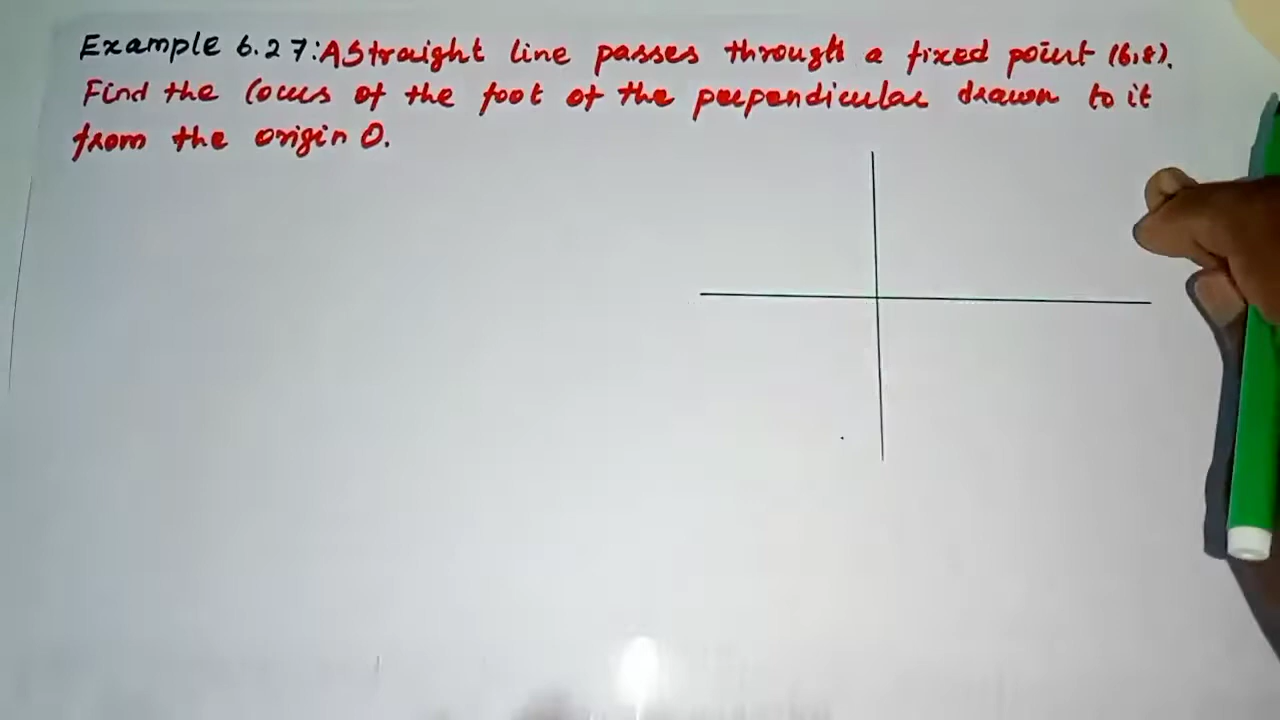 Example 6.27: A Straight line passes through a fixed point (6,8).
Find the locus of the foot of the perpendicular drawn to it
from the origin O.